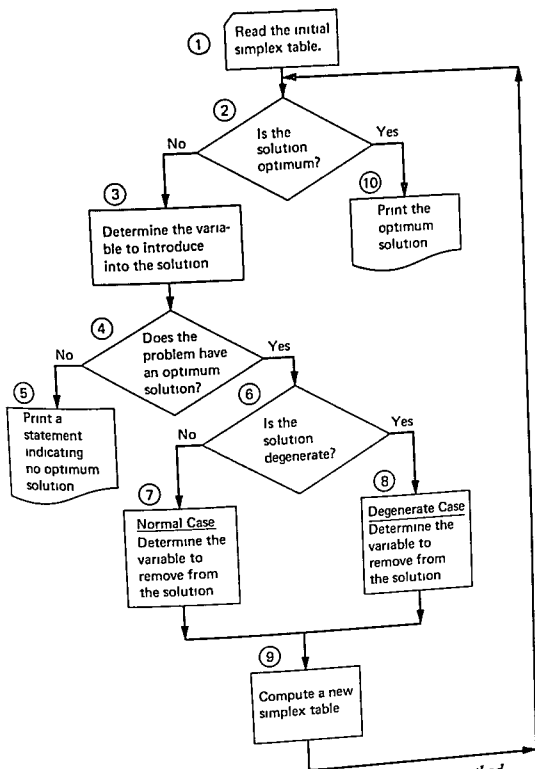 1
Read the initial
simplex table.
2
Is the
solution
optimum?
No
Yes
3
Determine the varia-
ble to introduce
into the solution
10
Print the
optimum
solution
4
Does the
problem have
an optimum
solution?
No
Yes
5
Print a
statement
indicating
no optimum
solution
6
Is the
solution
degenerate?
No
Yes
7
Normal Case
Determine the
variable to
remove from
the solution
8
Degenerate Case
Determine the
variable to
remove from
the solution
9
Compute a new
simplex table